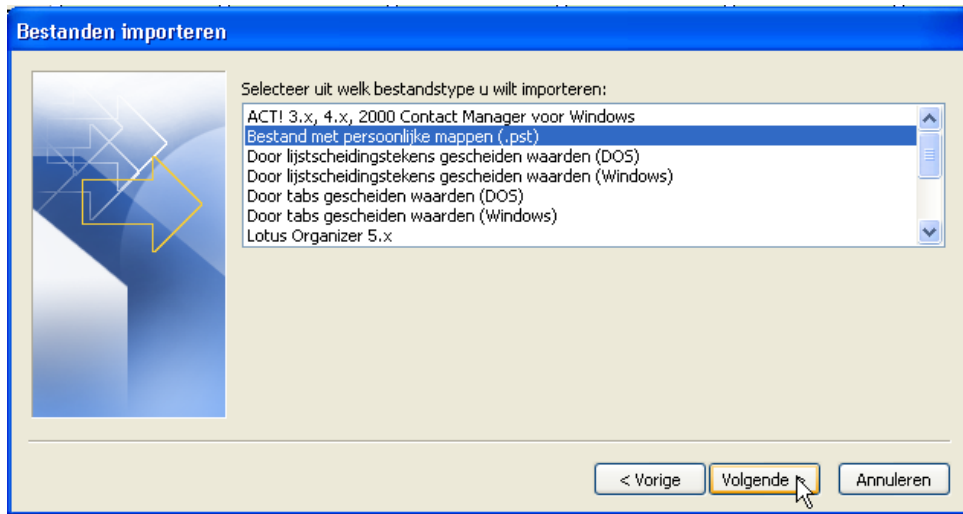 Bestanden importeren
Selecteer uit welk bestandstype u wilt importeren:
ACT! 3.x, 4.x, 2000 Contact Manager voor Windows
Bestand met persoonlijke mappen (.pst)
Door lijstscheidingstekens gescheiden waarden (DOS)
Door lijstscheidingstekens gescheiden waarden (Windows)
Door tabs gescheiden waarden (DOS)
Door tabs gescheiden waarden (Windows)
Lotus Organizer 5.x
< Vorige Volgende > Annuleren